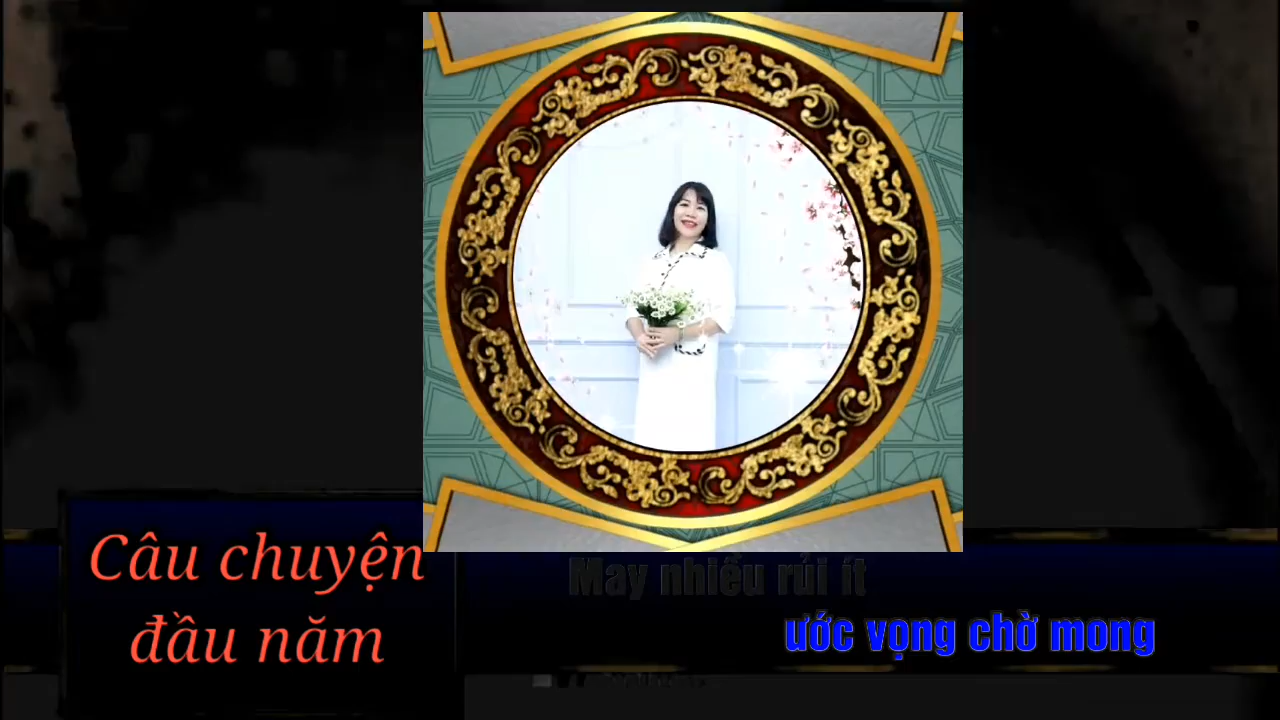 Câu chuyện
đầu năm
May nhiều rủi ít
ước vọng chờ mong